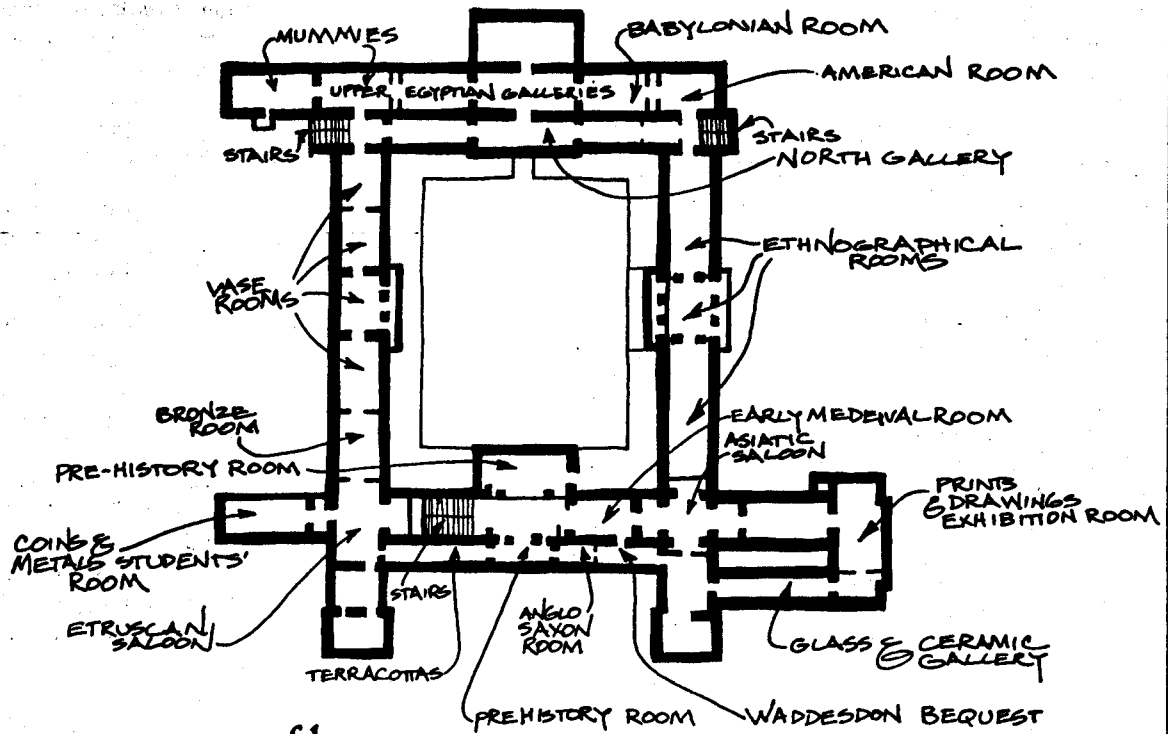 MUMMIES
BABYLONIAN ROOM
AMERICAN ROOM
UPPER EGYPTIAN GALLERIES
STAIRS
STAIRS
NORTH GALLERY
ETHNOGRAPHICAL
ROOMS
VASE
ROOMS
BRONZE
ROOM
EARLY MEDEIVAL ROOM
ASIATIC
SALOON
PRE-HISTORY ROOM
PRINTS
& DRAWINGS
EXHIBITION ROOM
COINS &
METALS STUDENTS'
ROOM
STAIRS
ETRUSCAN
SALOON
ANGLO
SAXON
ROOM
GLASS & CERAMIC
GALLERY
TERRACOTTAS
PREHISTORY ROOM
WADDESDON BEQUEST